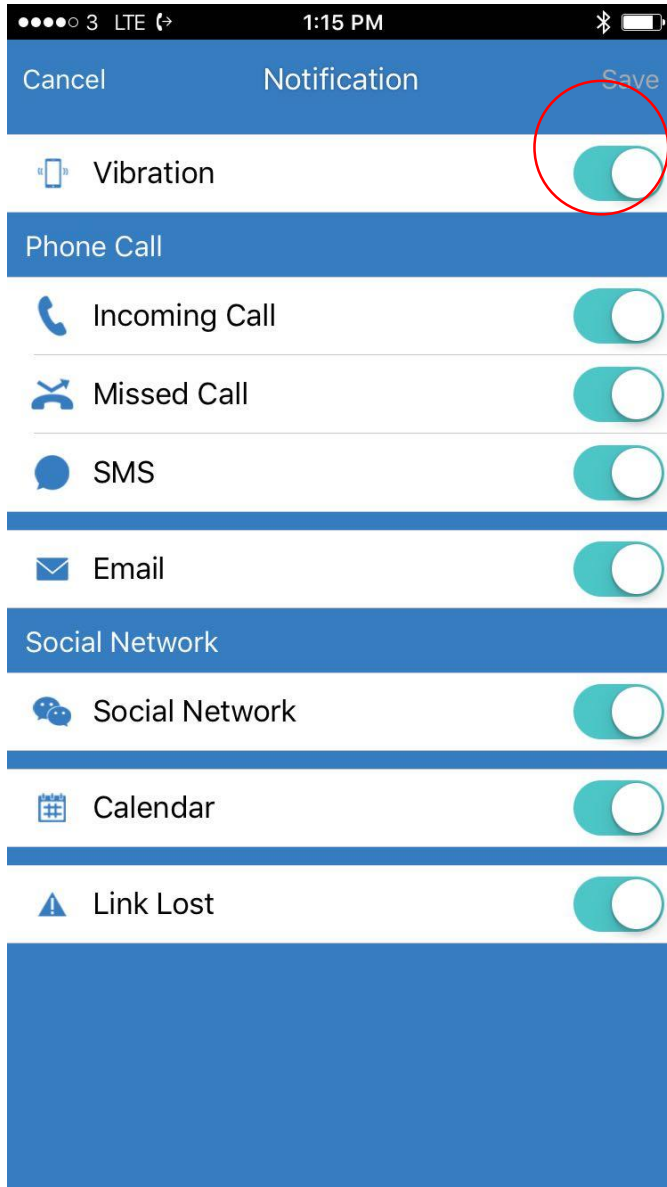 3 LTE 1:15 PM
Cancel Notification Save
Vibration
Phone Call
Incoming Call
Missed Call
SMS
Email
Social Network
Social Network
Calendar
Link Lost